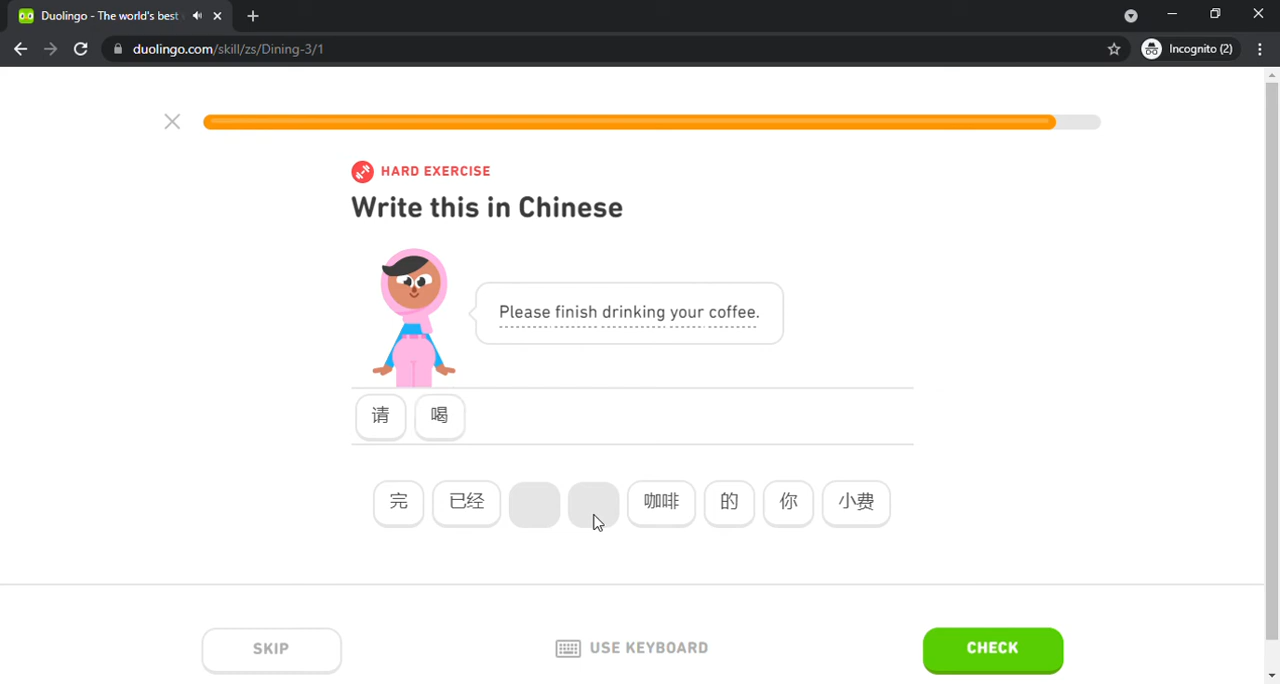 Duolingo - The world's best
duolingo.com/skill/zs/Dining-3/1
Incognito (2)
HARD EXERCISE
Write this in Chinese
Please finish drinking your coffee.
请 喝
完 已经 咖啡 的 你 小费
SKIP
USE KEYBOARD
CHECK